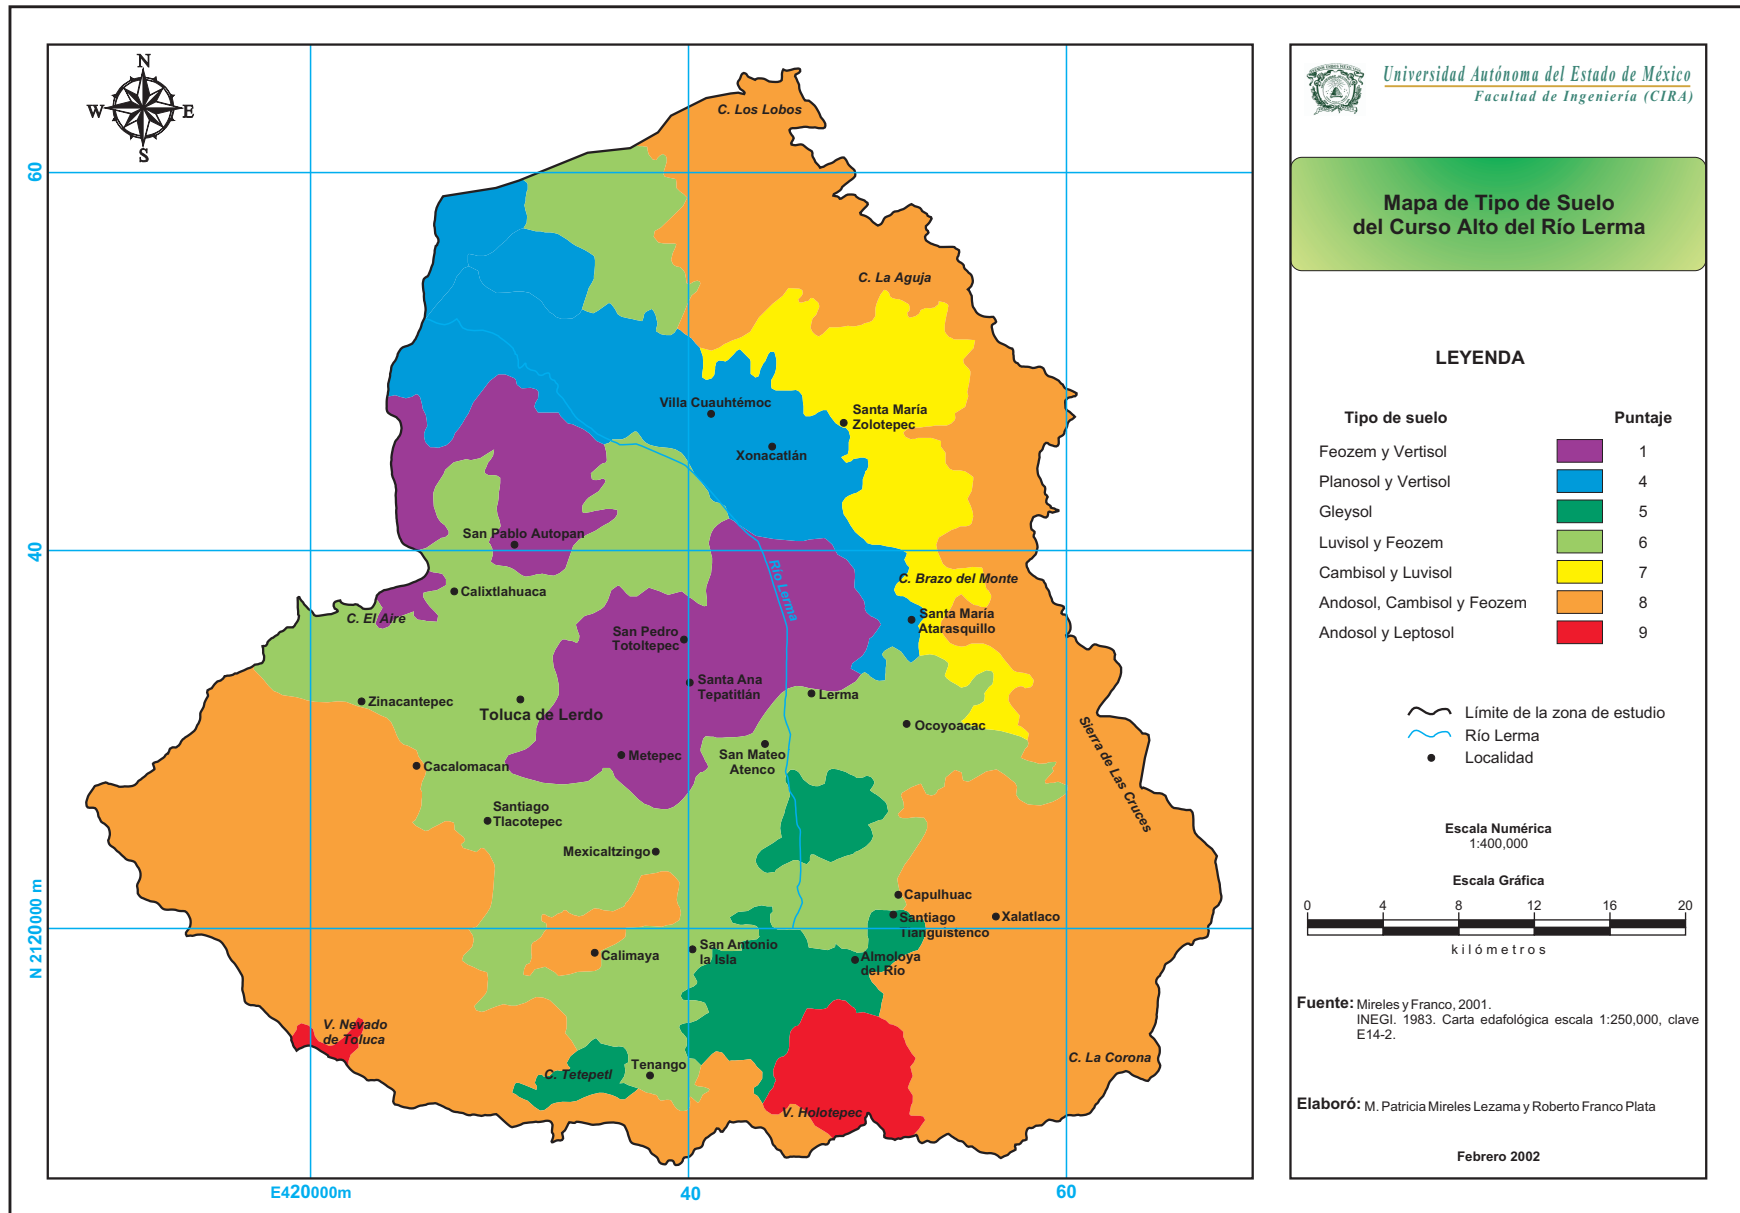 N
W
E
S
C. Los Lobos
60
C. La Aguja
Villa Cuauhtémoc
Santa María
Zolotepec
Xonacatlán
San Pablo Autopan
40
Río Lerma
C. Brazo del Monte
Calixtlahuaca
C. El Aire
Santa María
Atarasquillo
San Pedro
Totoltepec
Santa Ana
Tepatitlán
Lerma
Zinacantepec
Toluca de Lerdo
Ocoyoacac
Sierra de Las Cruces
Metepec
San Mateo
Atenco
Cacalomacan
Santiago
Tlacotepec
Mexicaltzingo
Capulhuac
Santiago
Tianguistenco
Xalatlaco
N 2120000 m
San Antonio
la Isla
Calimaya
Almoloya
del Río
V. Nevado
de Toluca
C. La Corona
Tenango
C. Tetepetl
V. Holotepec
E420000m
40
60
Universidad Autónoma del Estado de México
Facultad de Ingeniería (CIRA)
Mapa de Tipo de Suelo
del Curso Alto del Río Lerma
LEYENDA
Tipo de suelo Puntaje
Feozem y Vertisol 1
Planosol y Vertisol 4
Gleysol 5
Luvisol y Feozem 6
Cambisol y Luvisol 7
Andosol, Cambisol y Feozem 8
Andosol y Leptosol 9
Límite de la zona de estudio
Río Lerma
Localidad
Escala Numérica
1:400,000
Escala Gráfica
0 4 8 12 16 20
kilómetros
Fuente: Mireles y Franco, 2001.
INEGI. 1983. Carta edafológica escala 1:250,000, clave
E14-2.
Elaboró: M. Patricia Mireles Lezama y Roberto Franco Plata
Febrero 2002